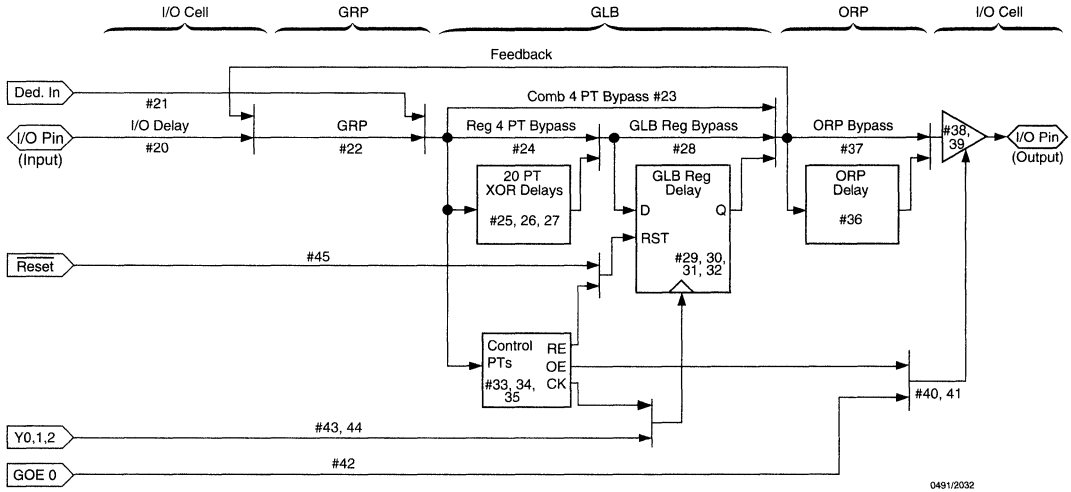 I/O Cell
GRP
GLB
ORP
I/O Cell
Feedback
Ded. In
#21
Comb 4 PT Bypass #23
I/O Pin
(Input)
I/O Delay
#20
GRP
#22
Reg 4 PT Bypass
#24
GLB Reg Bypass
#28
ORP Bypass
#37
#38,
39
I/O Pin
(Output)
20 PT
XOR Delays
#25, 26, 27
GLB Reg
Delay
D
Q
RST
#29, 30,
31, 32
ORP
Delay
#36
Reset
#45
Control
PTs
#33, 34,
35
RE
OE
CK
#40, 41
Y0,1,2
#43, 44
GOE 0
#42
0491/2032